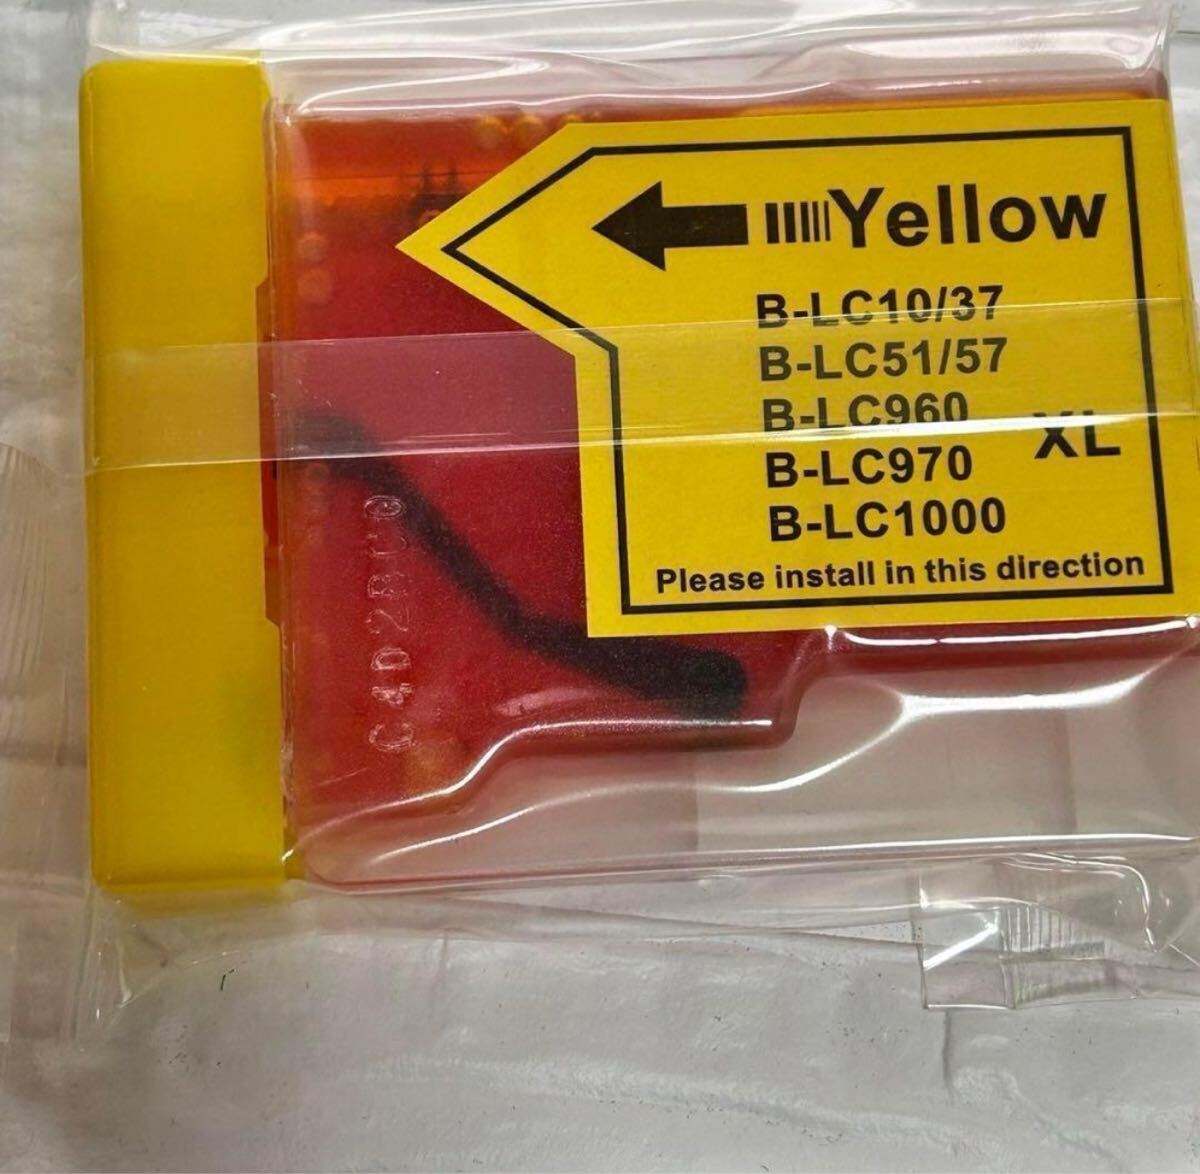 Yellow
B-LC10/37
B-LC51/57
B-LC960
B-LC970
XL
B-LC1000
Please install in this direction